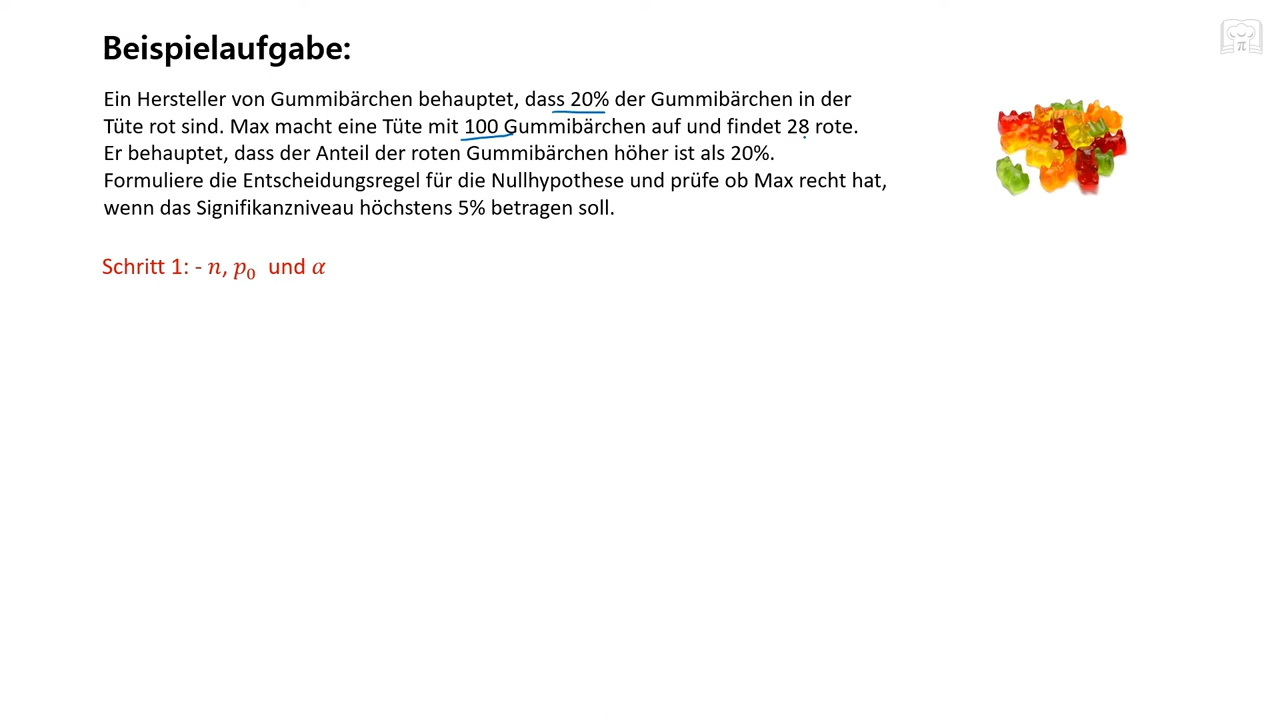 Beispielaufgabe:
Ein Hersteller von Gummibärchen behauptet, dass 20% der Gummibärchen in der
Tüte rot sind. Max macht eine Tüte mit 100 Gummibärchen auf und findet 28 rote.
Er behauptet, dass der Anteil der roten Gummibärchen höher ist als 20%.
Formuliere die Entscheidungsregel für die Nullhypothese und prüfe ob Max recht hat,
wenn das Signifikanzniveau höchstens 5% betragen soll.
Schritt 1: - n, p₀ und α
π